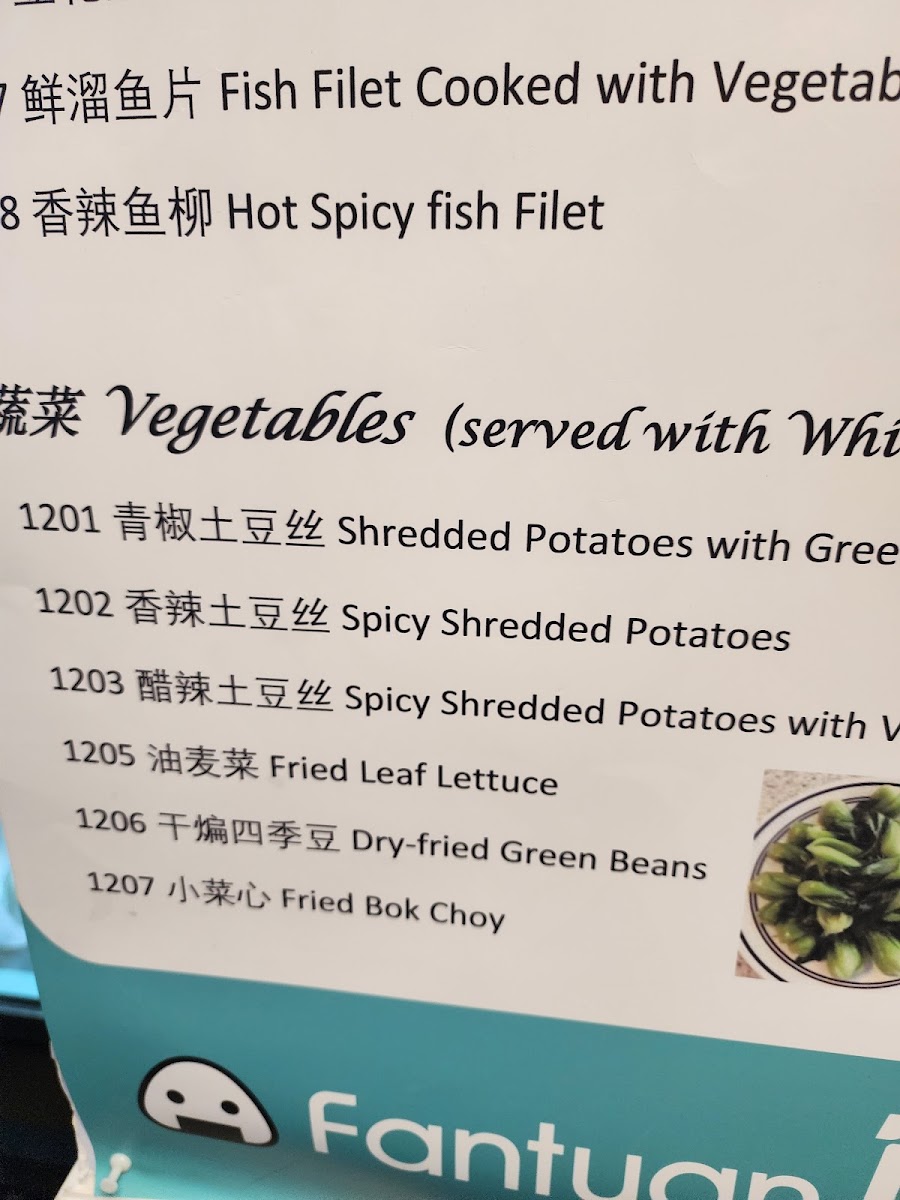 7 鲜溜鱼片 Fish Filet Cooked with Vegetab
8 香辣鱼柳 Hot Spicy fish Filet
蔬菜 Vegetables (served with Whi
1201 青椒土豆丝 Shredded Potatoes with Gree
1202 香辣土豆丝 Spicy Shredded Potatoes
1203 醋辣土豆丝 Spicy Shredded Potatoes with V
1205 油麦菜 Fried Leaf Lettuce
1206 干煸四季豆 Dry-fried Green Beans
1207 小菜心 Fried Bok Choy
Fantuan